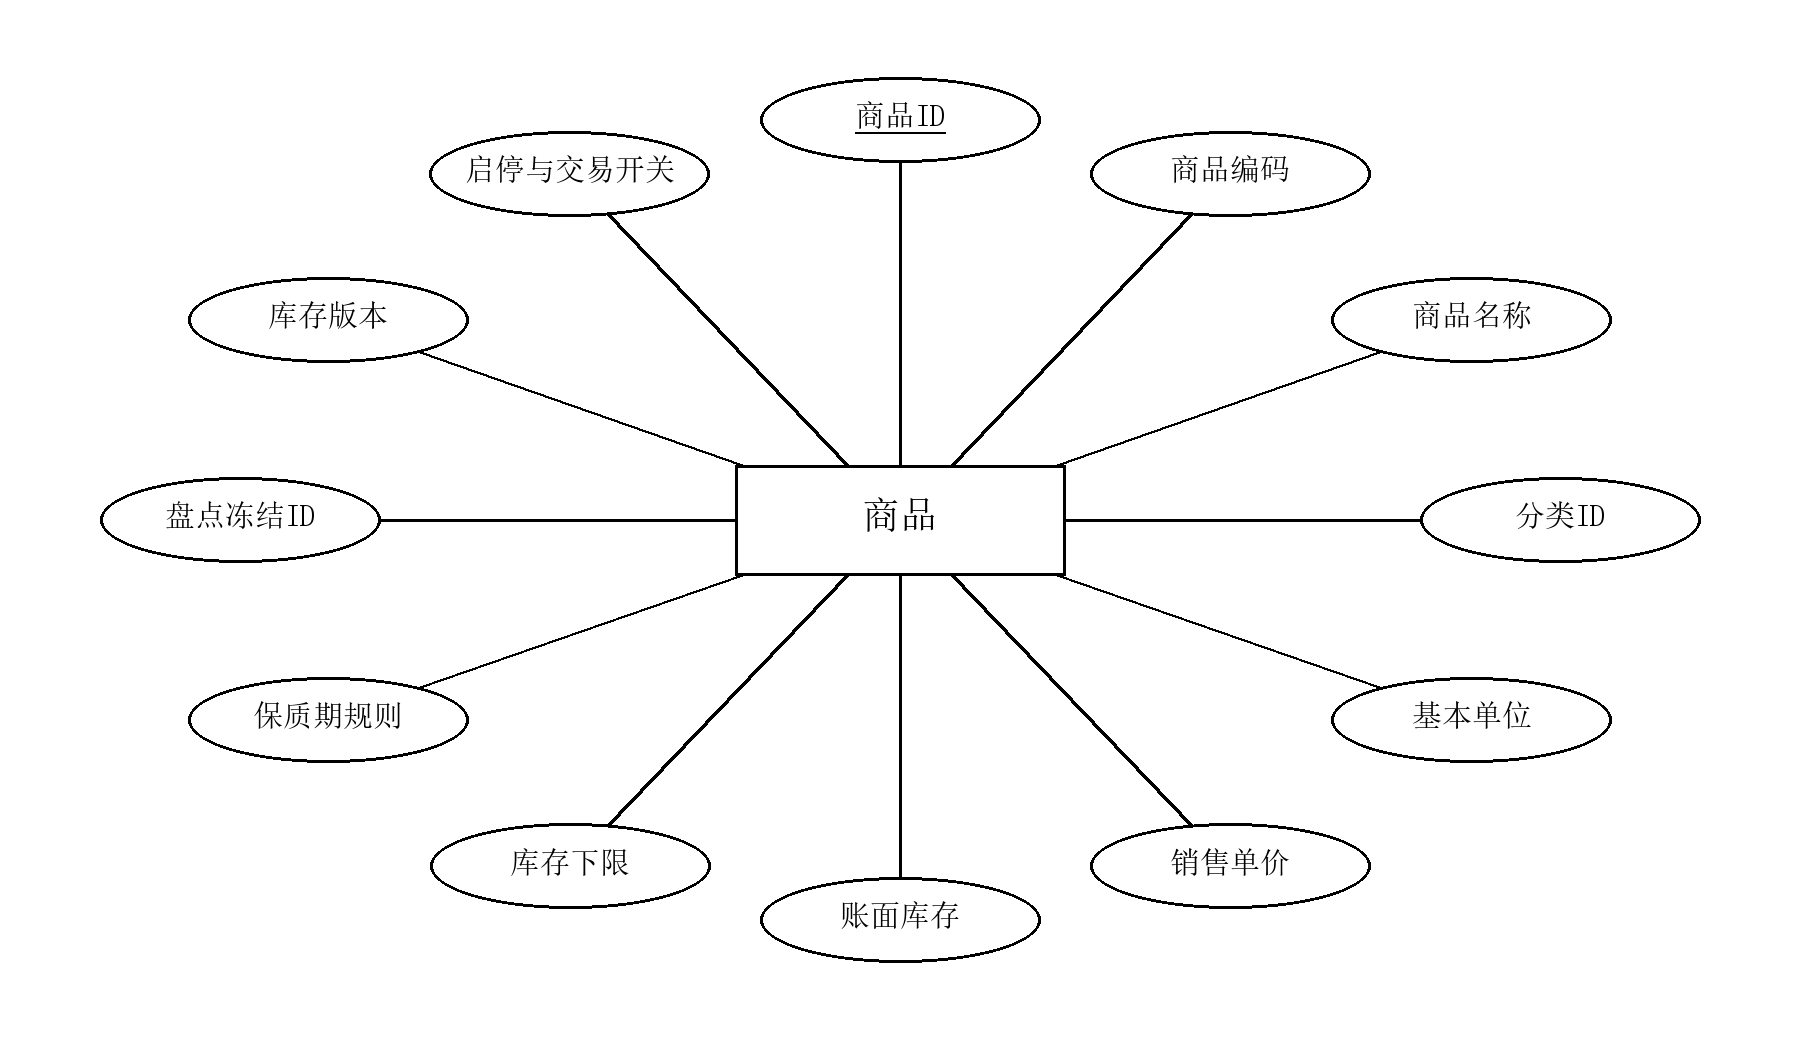 商品ID
启停与交易开关
商品编码
库存版本
商品名称
盘点冻结ID
商品
分类ID
保质期规则
基本单位
库存下限
销售单价
账面库存